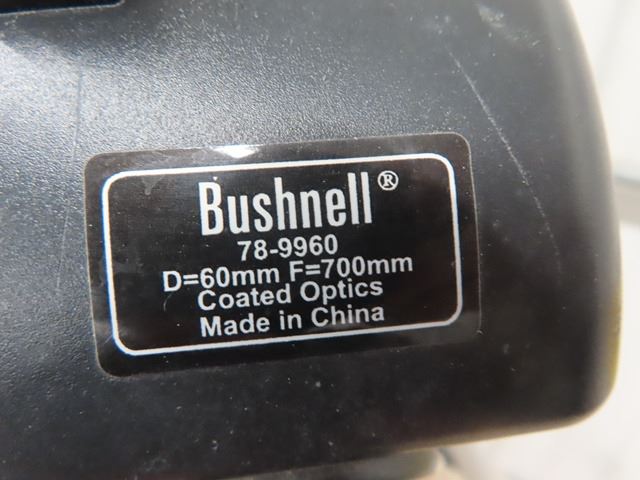 Bushnell®
78-9960
D=60mm F=700mm
Coated Optics
Made in China